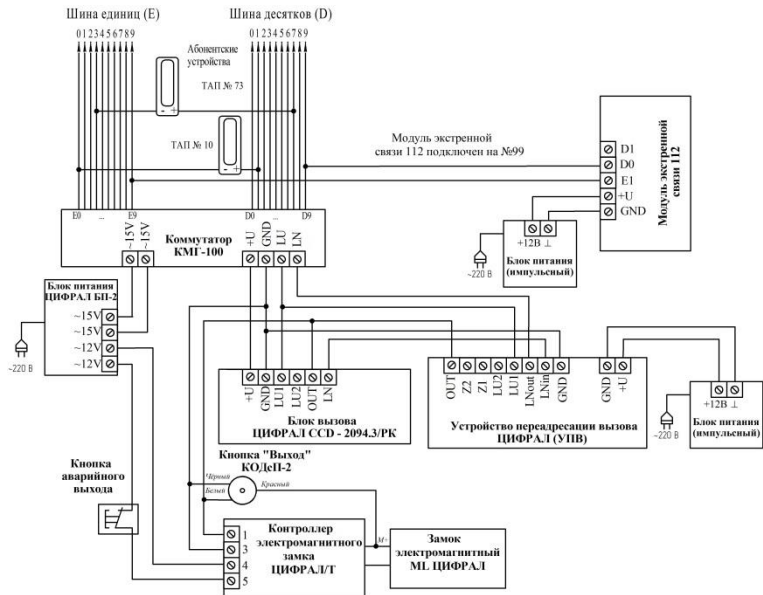 Шина единиц (E)
Шина десятков (D)
0123456789
0123456789
Абонентские
устройства
ТАП № 73
- +
ТАП № 10
- +
Модуль экстренной
связи 112 подключен на №99
D1
D0
E1
+U
GND
Модуль экстренной
связи 112
E0
...
E9
D0
...
D9
~15V
~15V
Коммутатор
КМГ-100
+U
GND
LU
LN
+12В ⊥
Блок питания
(импульсный)
~220 В
Блок питания
ЦИФРАЛ БП-2
~15V
~15V
~12V
~12V
~220 В
+U
GND
LU1
LU2
OUT
LN
Блок вызова
ЦИФРАЛ CCD - 2094.3/РК
OUT
Z2
Z1
LU2
LU1
LNout
LNin
GND
GND
+U
Устройство переадресации вызова
ЦИФРАЛ (УПВ)
+12В ⊥
Блок питания
(импульсный)
~220 В
Кнопка "Выход"
КОДсП-2
Чёрный
Белый
Красный
Кнопка
аварийного
выхода
1
3
4
5
Контроллер
электромагнитного
замка
ЦИФРАЛ/Т
М+
Замок
электромагнитный
ML ЦИФРАЛ